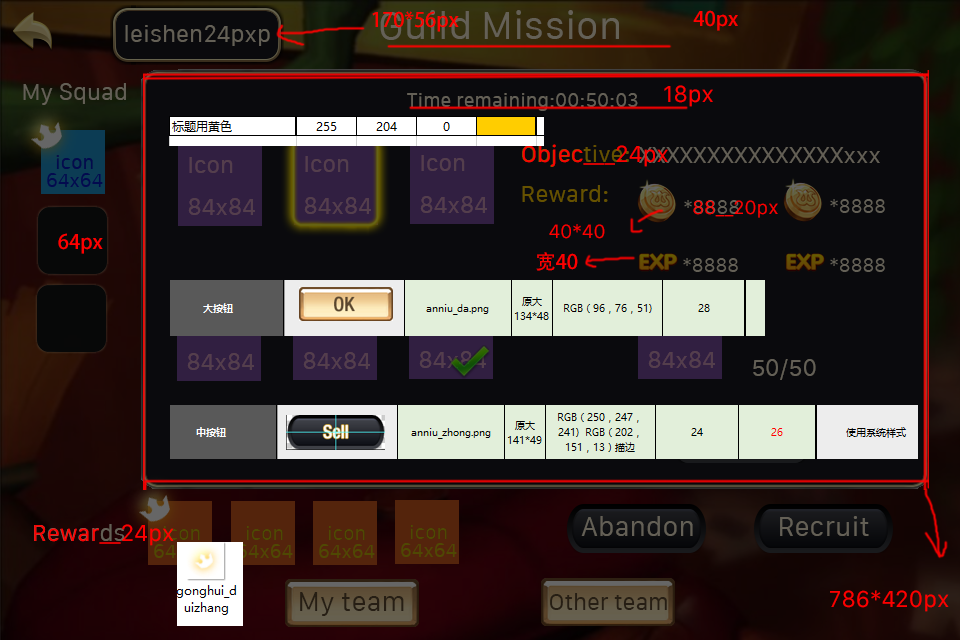 leishen24pxp
170*56px
Guild Mission
40px
My Squad
Time remaining:00:50:03
18px
标题用黄色 255 204 0
icon
64x64
Icon
84x84
Icon
84x84
Icon
84x84
Objective:24px
XXXXXXXXXXXXXXXxxx
Reward:
*8888
20px
*8888
64px
40*40
宽40
EXP *8888
EXP *8888
大按钮
OK
anniu_da.png
原大
134*48
RGB（96，76，51）
28
84x84
84x84
84x84
84x84
50/50
中按钮
Sell
anniu_zhong.png
原大
141*49
RGB（250，247，
241）RGB（202，
151，13）描边
24
26
使用系统样式
Rewards 24px
icon
64x64
icon
64x64
icon
64x64
icon
64x64
Abandon
Recruit
gonghui_d
uizhang
My team
Other team
786*420px